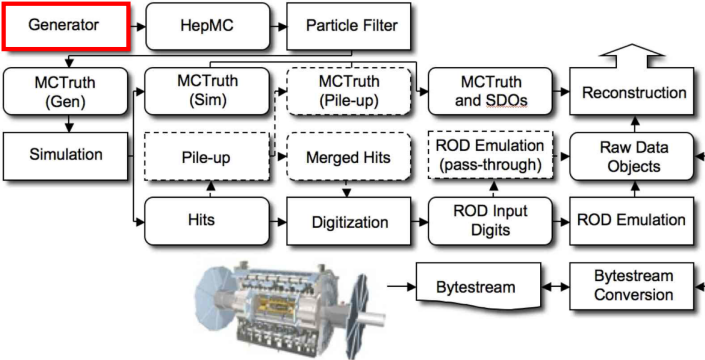 Generator
HepMC
Particle Filter
MCTruth
(Gen)
MCTruth
(Sim)
MCTruth
(Pile-up)
MCTruth
and SDOs
Reconstruction
Simulation
Pile-up
Merged Hits
ROD Emulation
(pass-through)
Raw Data
Objects
Hits
Digitization
ROD Input
Digits
ROD Emulation
Bytestream
Bytestream
Conversion